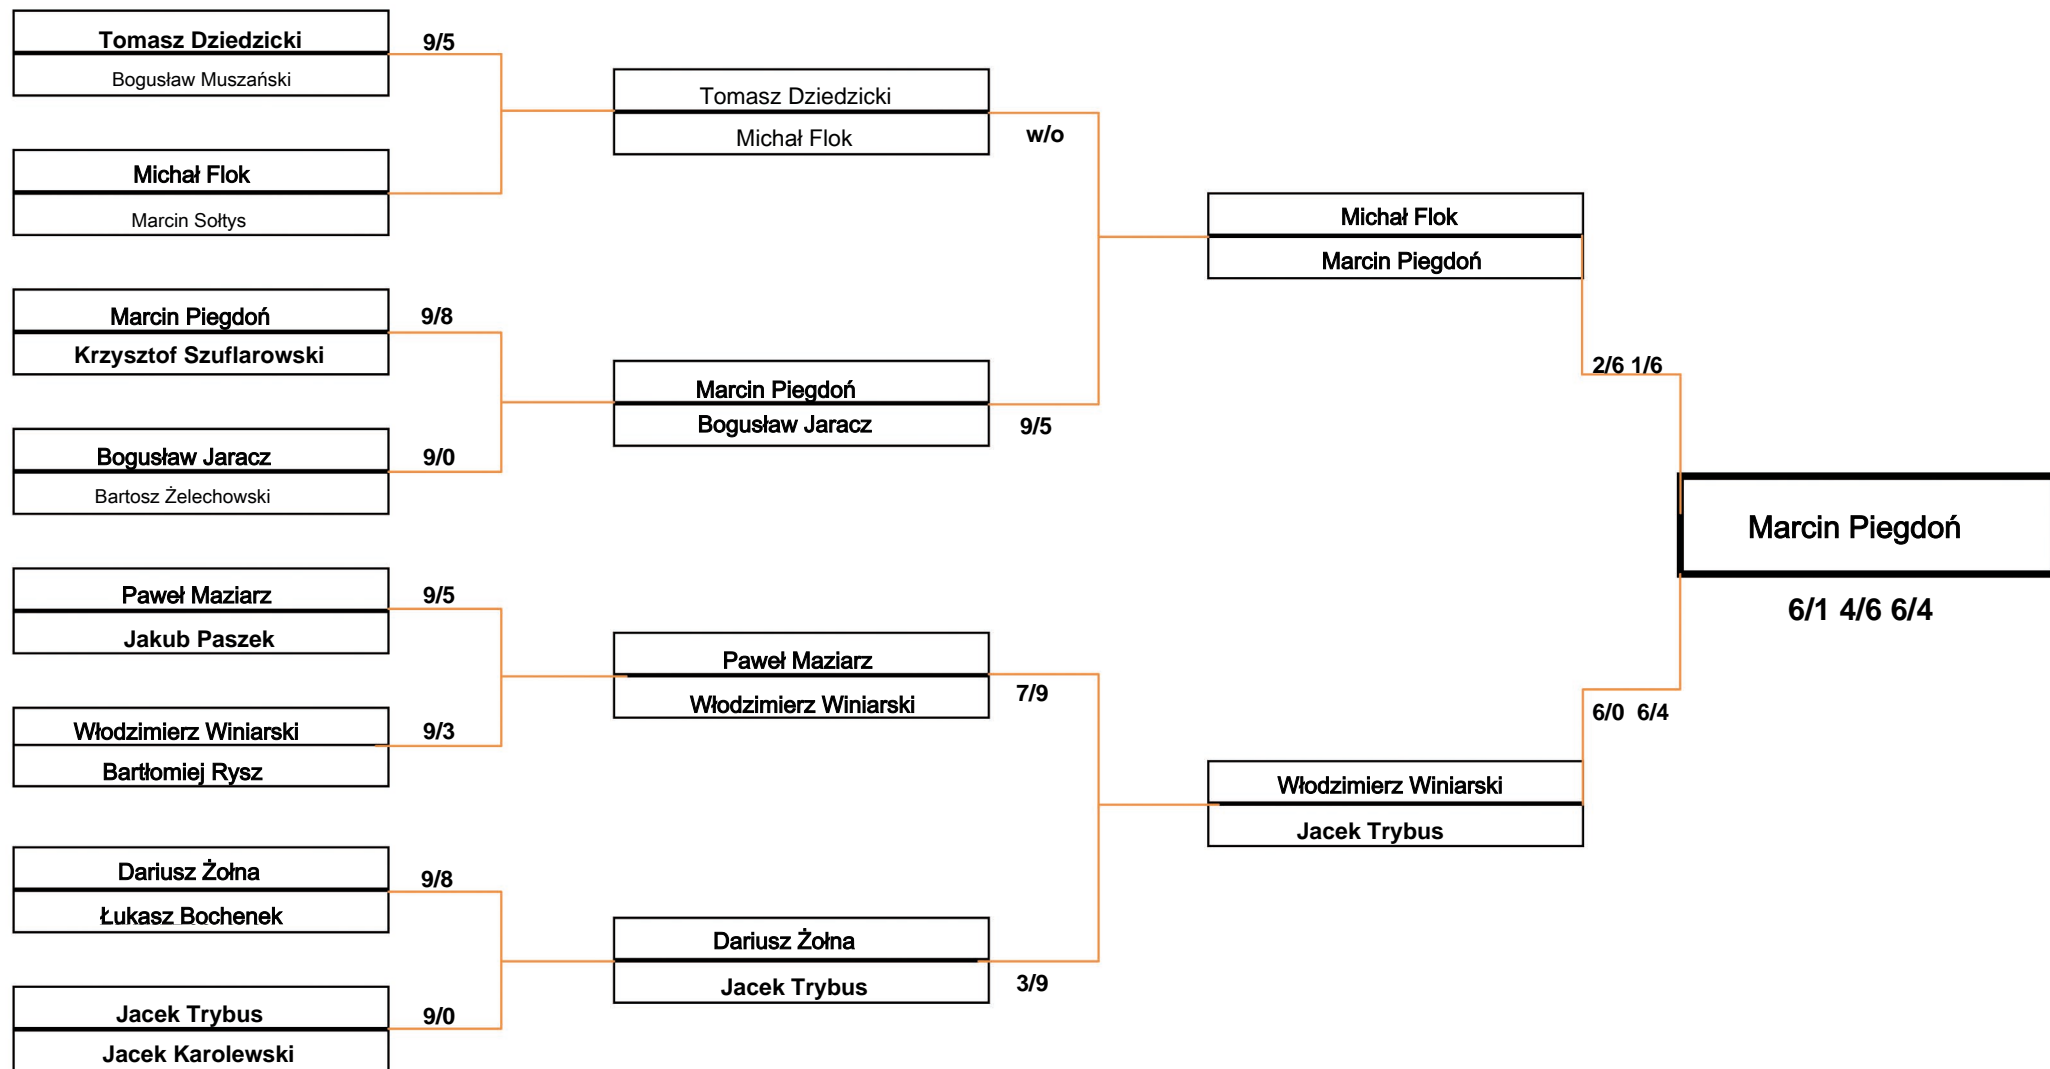 Tomasz Dziedzicki
9/5
Bogusław Muszański
Michał Flok
Marcin Sołtys
Marcin Piegdoń
9/8
Krzysztof Szuflarowski
Bogusław Jaracz
9/0
Bartosz Żelechowski
Paweł Maziarz
9/5
Jakub Paszek
Włodzimierz Winiarski
9/3
Bartłomiej Rysz
Dariusz Żołna
9/8
Łukasz Bochenek
Jacek Trybus
9/0
Jacek Karolewski
Tomasz Dziedzicki
Michał Flok
w/o
Marcin Piegdoń
Bogusław Jaracz
9/5
Paweł Maziarz
Włodzimierz Winiarski
7/9
Dariusz Żołna
Jacek Trybus
3/9
Michał Flok
Marcin Piegdoń
2/6 1/6
Włodzimierz Winiarski
Jacek Trybus
6/0 6/4
Marcin Piegdoń
6/1 4/6 6/4